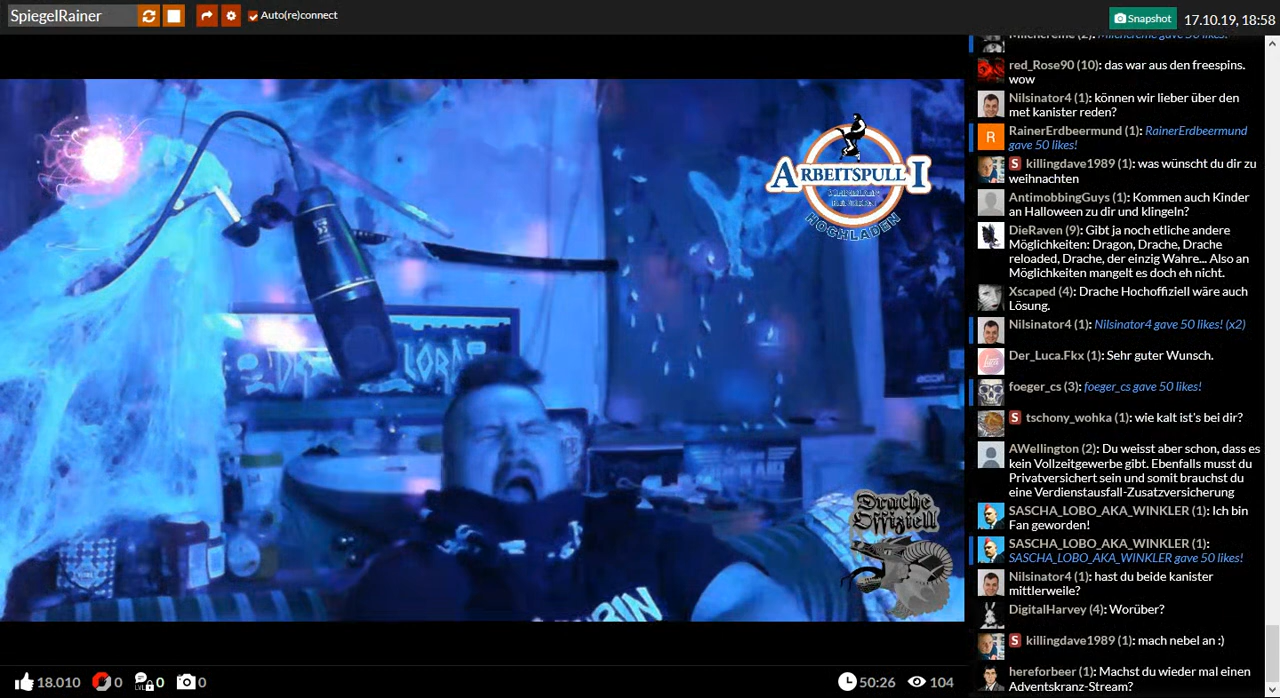 SpiegelRainer
Auto(re)connect
Snapshot
17.10.19, 18:58
ARBEITSPULLI
HOCHLADEN
LORD
Drache
Offiziell
Milchcreme (2): Milchcreme gave 50 likes!
red_Rose90 (10): das war aus den freespins.
wow
Nilsinator4 (1): können wir lieber über den
met kanister reden?
R
RainerErdbeermund (1): RainerErdbeermund
gave 50 likes!
S killingdave1989 (1): was wünscht du dir zu
weihnachten
AntimobbingGuys (1): Kommen auch Kinder
an Halloween zu dir und klingeln?
DieRaven (9): Gibt ja noch etliche andere
Möglichkeiten: Dragon, Drache, Drache
reloaded, Drache, der einzig Wahre... Also an
Möglichkeiten mangelt es doch eh nicht.
Xscaped (4): Drache Hochoffiziell wäre auch
Lösung.
Nilsinator4 (1): Nilsinator4 gave 50 likes! (x2)
Der_Luca.Fkx (1): Sehr guter Wunsch.
foeger_cs (3): foeger_cs gave 50 likes!
S tschony_wohka (1): wie kalt ist's bei dir?
AWellington (2): Du weisst aber schon, dass es
kein Vollzeitgewerbe gibt. Ebenfalls musst du
Privatversichert sein und somit brauchst du
eine Verdienstausfall-Zusatzversicherung
SASCHA_LOBO_AKA_WINKLER (1): Ich bin
Fan geworden!
SASCHA_LOBO_AKA_WINKLER (1):
SASCHA_LOBO_AKA_WINKLER gave 50 likes!
Nilsinator4 (1): hast du beide kanister
mittlerweile?
DigitalHarvey (4): Worüber?
S killingdave1989 (1): mach nebel an :)
hereforbeer (1): Machst du wieder mal einen
Adventskranz-Stream?
18.010
0
LVL 0
0
50:26
104